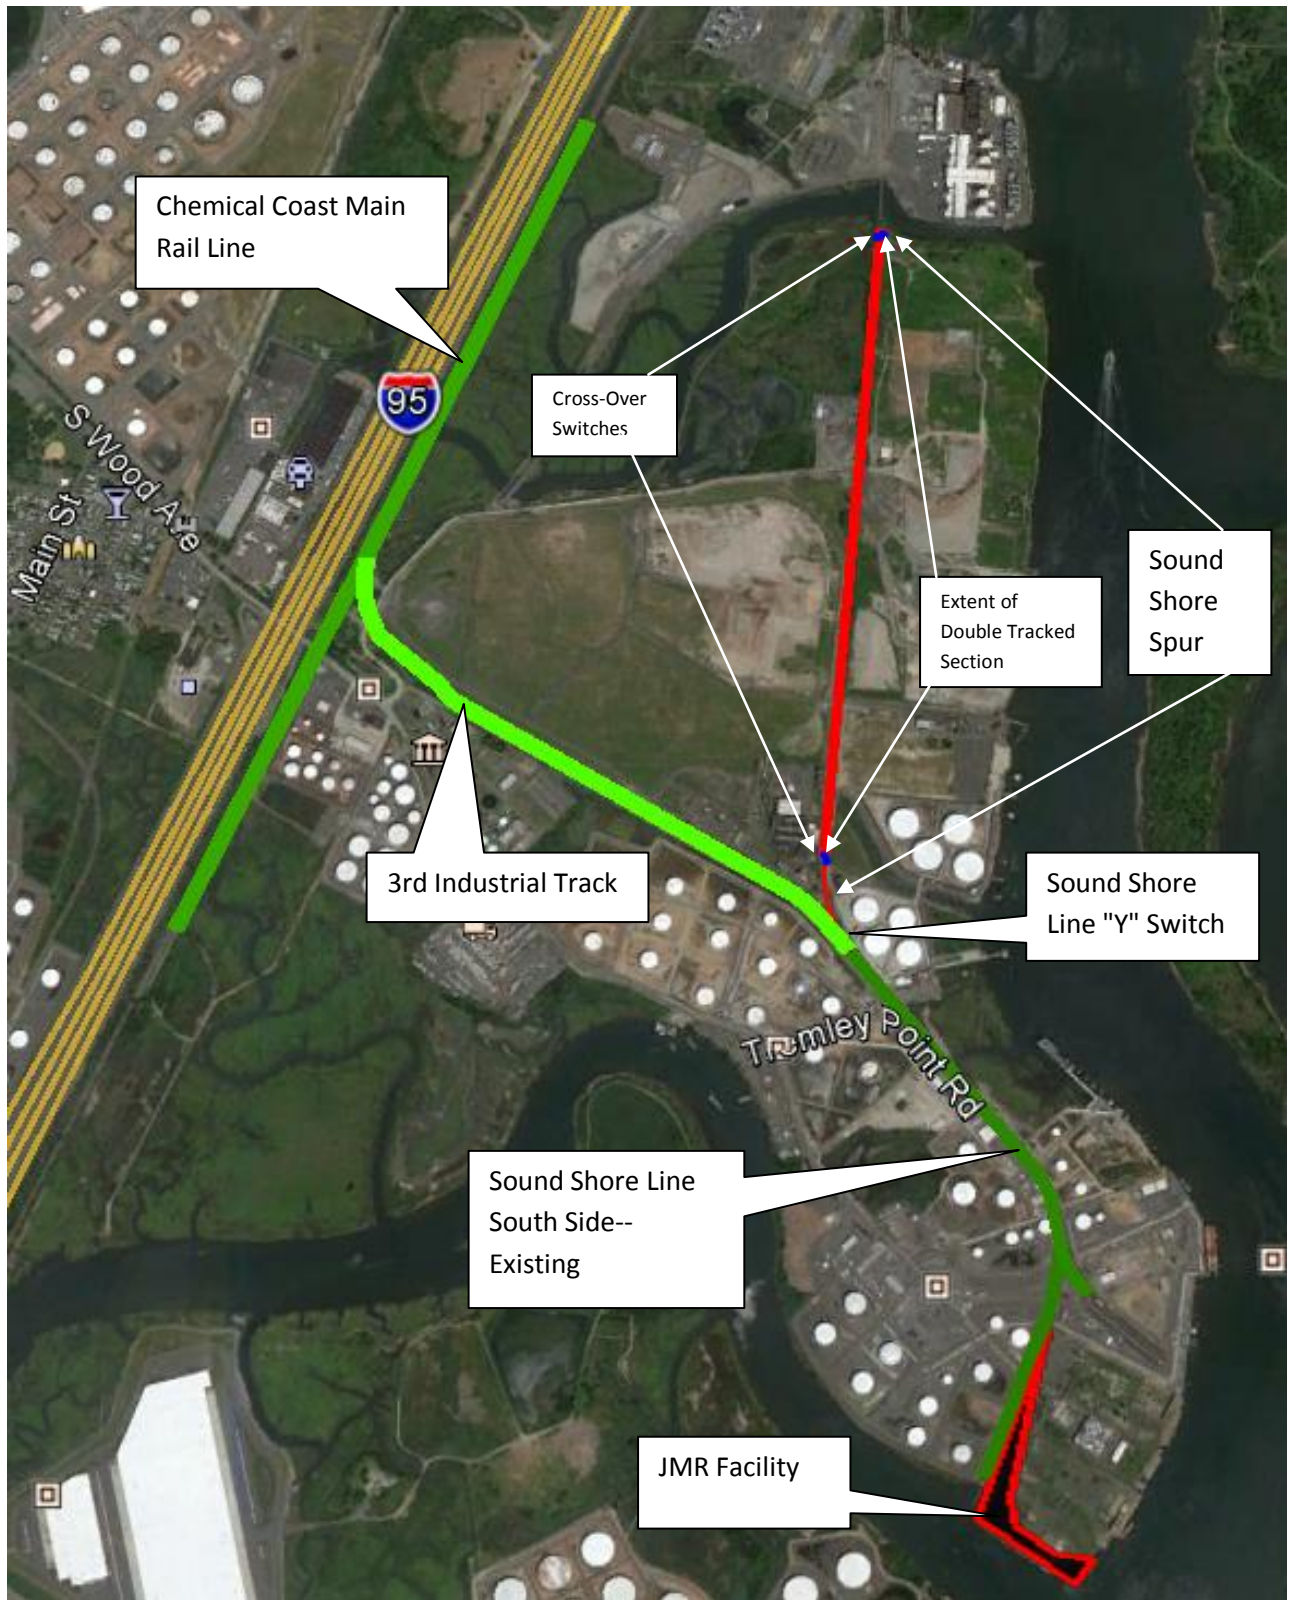 Chemical Coast Main
Rail Line
95
S Wood Ave
Main St
Cross-Over
Switches
Sound
Shore
Spur
Extent of
Double Tracked
Section
3rd Industrial Track
Sound Shore
Line "Y" Switch
Tremley Point Rd
Sound Shore Line
South Side--
Existing
JMR Facility